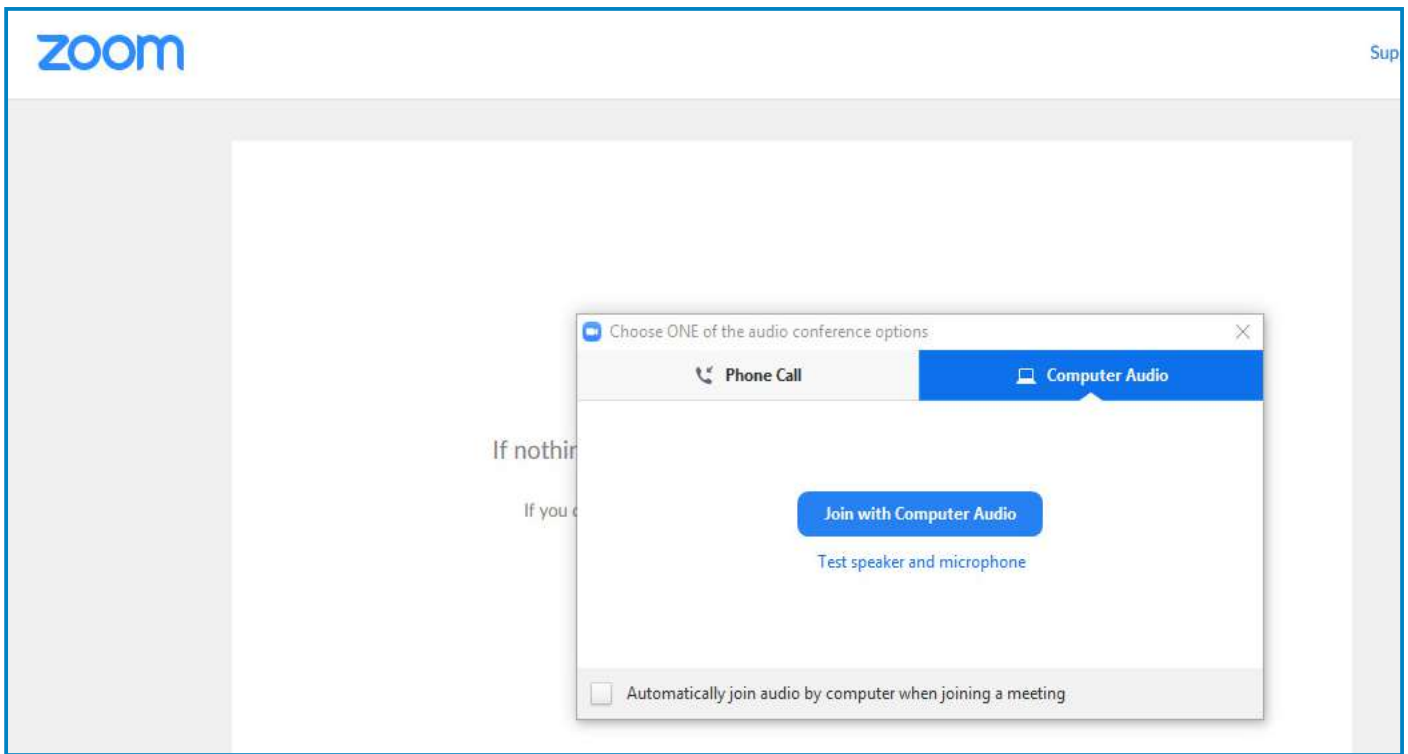 zoom
Sup
Choose ONE of the audio conference options
Phone Call
Computer Audio
If nothin
If you
Join with Computer Audio
Test speaker and microphone
Automatically join audio by computer when joining a meeting